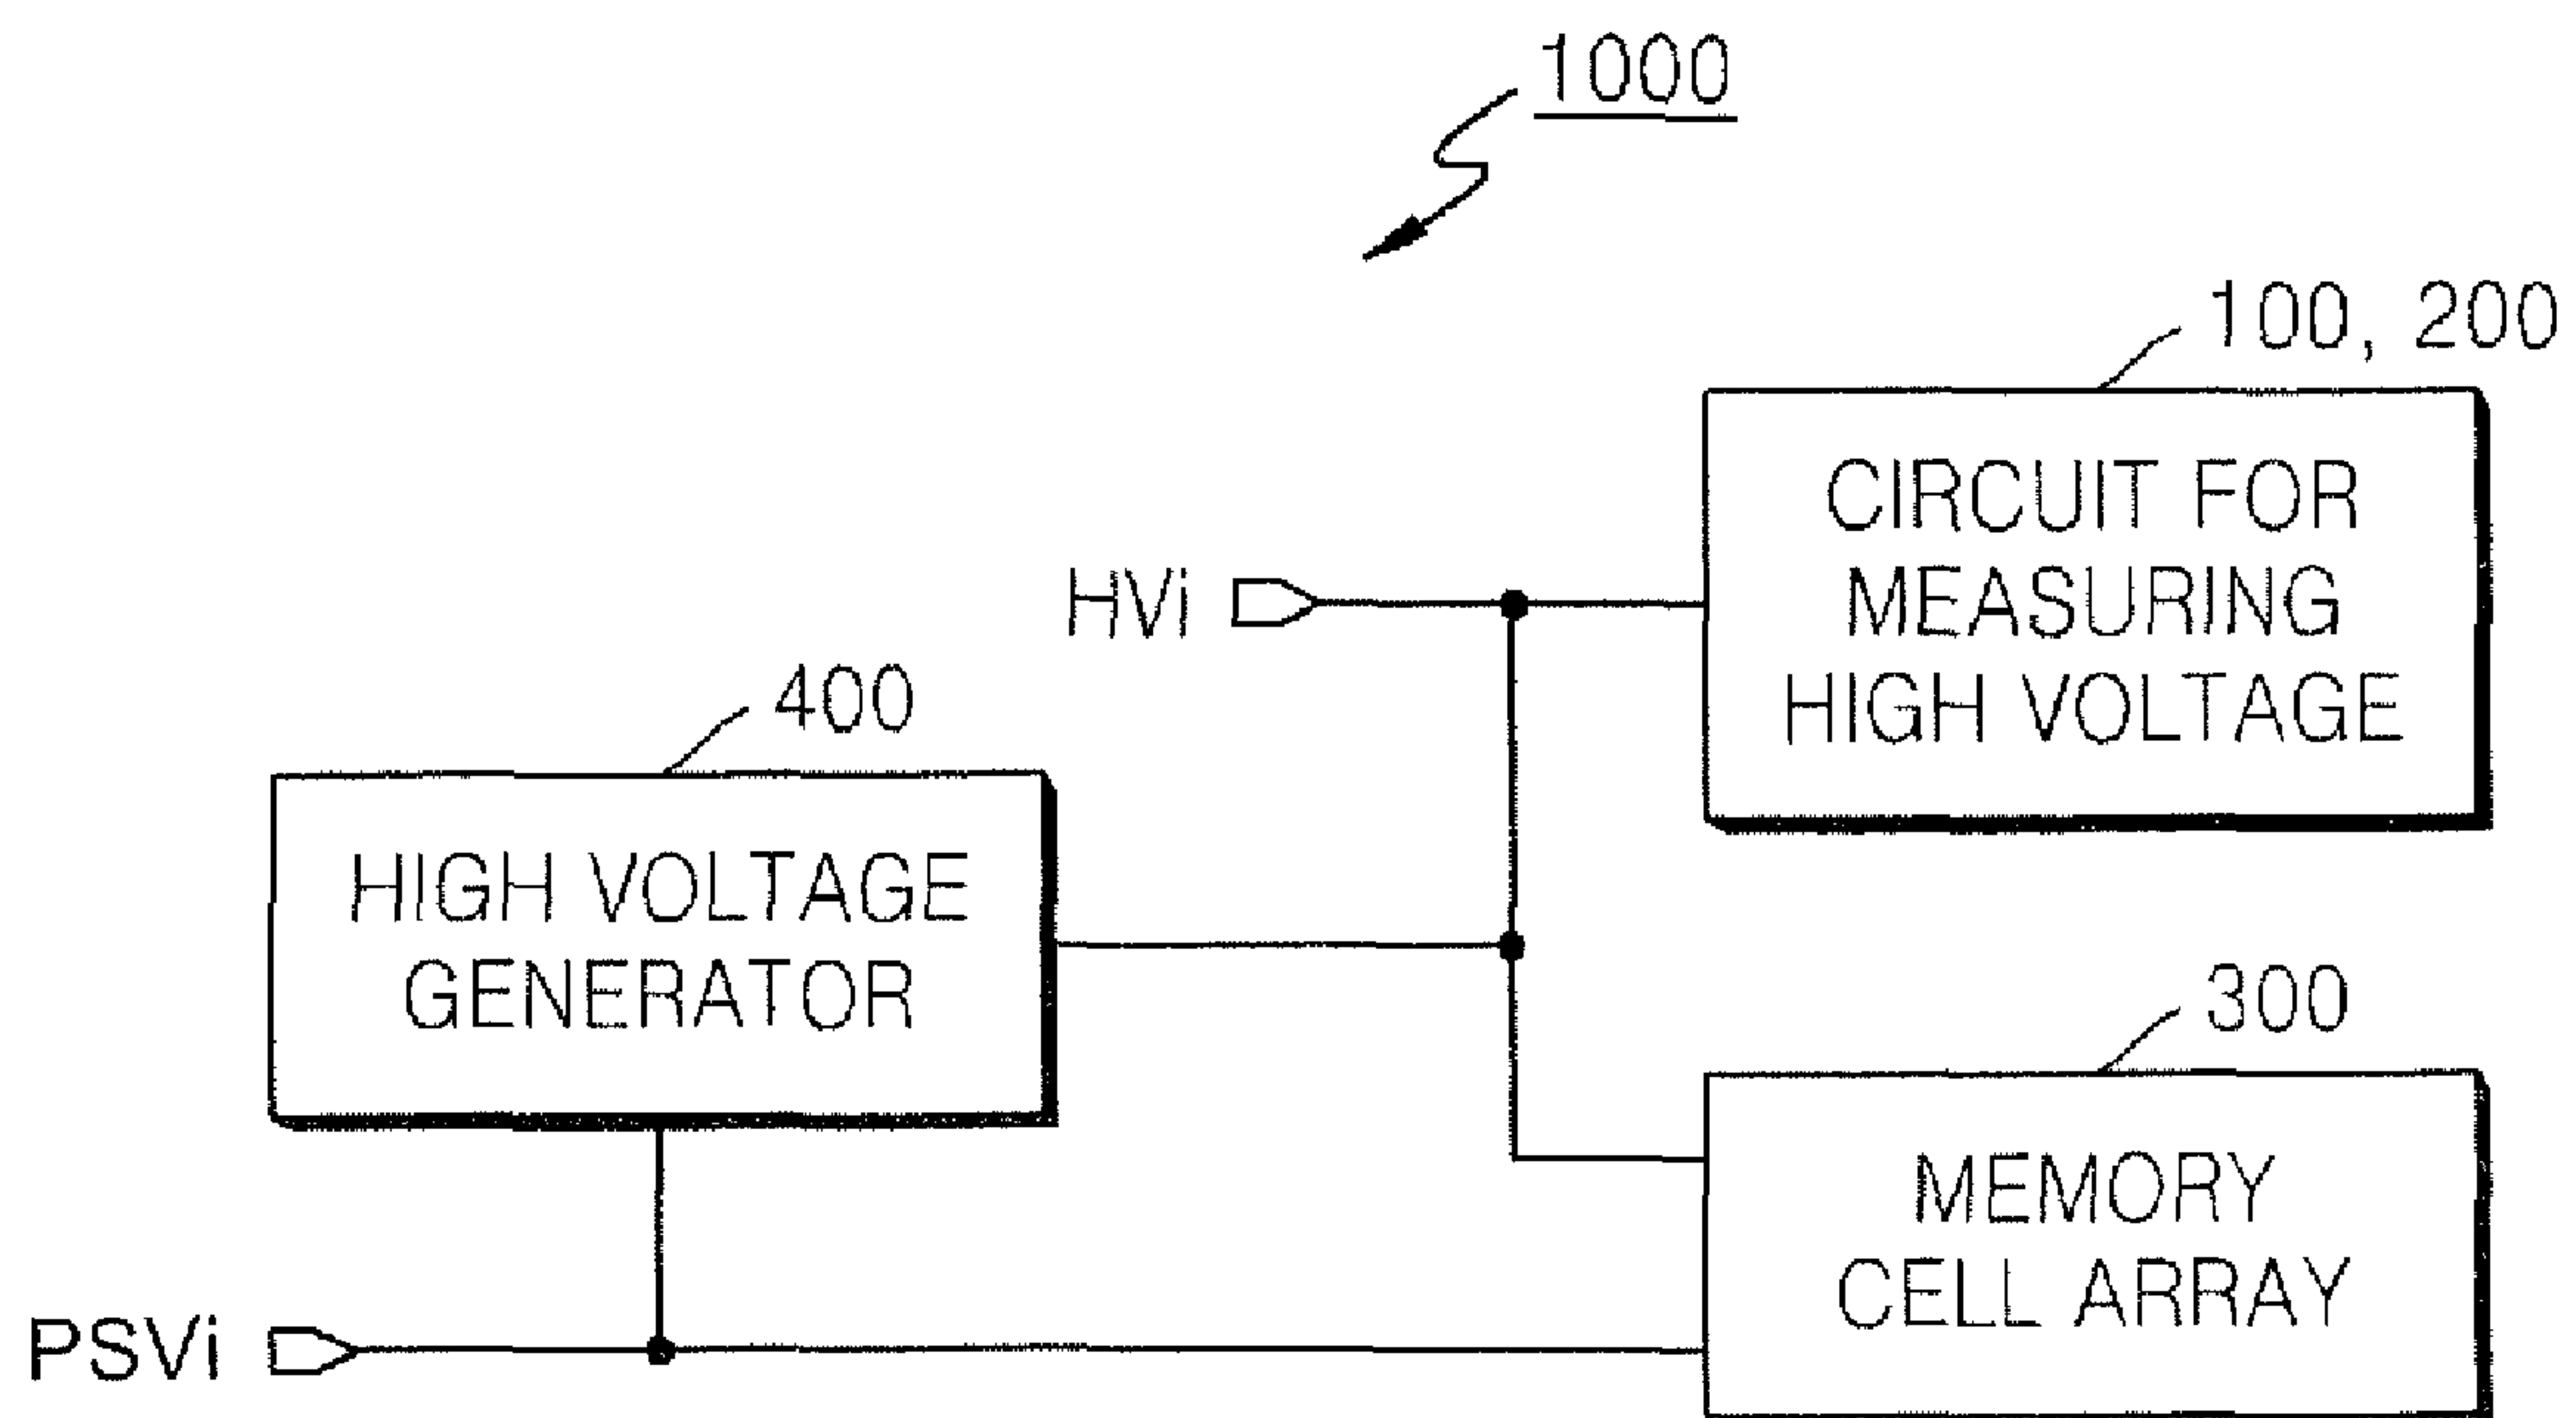 1000
100, 200
CIRCUIT FOR
MEASURING
HIGH VOLTAGE
HVi
400
HIGH VOLTAGE
GENERATOR
300
MEMORY
CELL ARRAY
PSVi